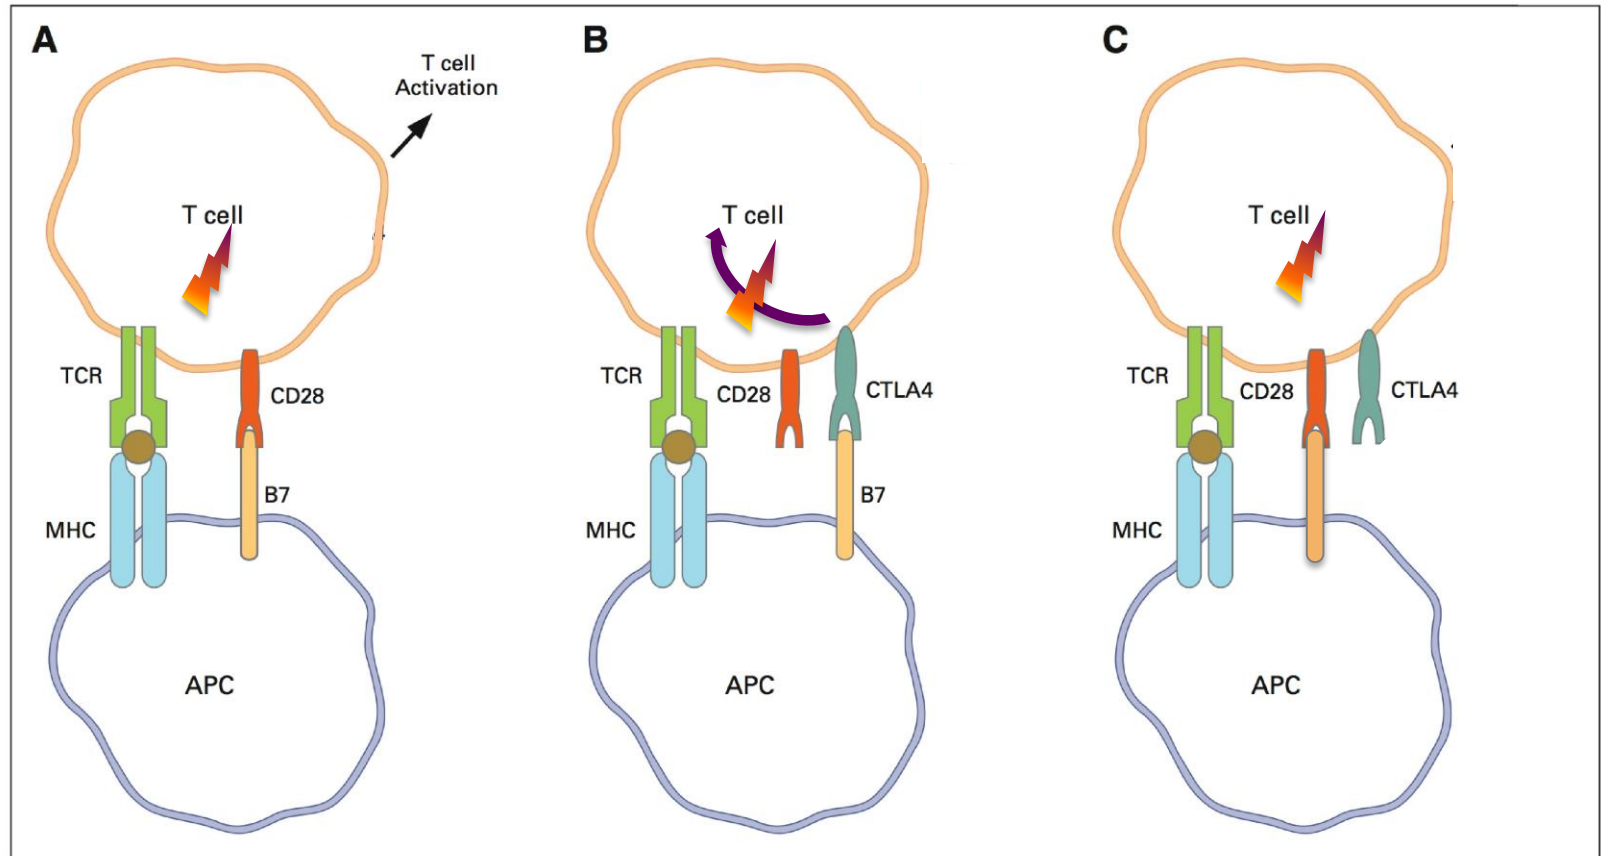 A
T cell
Activation
T cell
TCR
CD28
B7
MHC
APC
B
T cell
TCR
CD28
CTLA4
B7
MHC
APC
C
T cell
TCR
CD28
CTLA4
MHC
APC